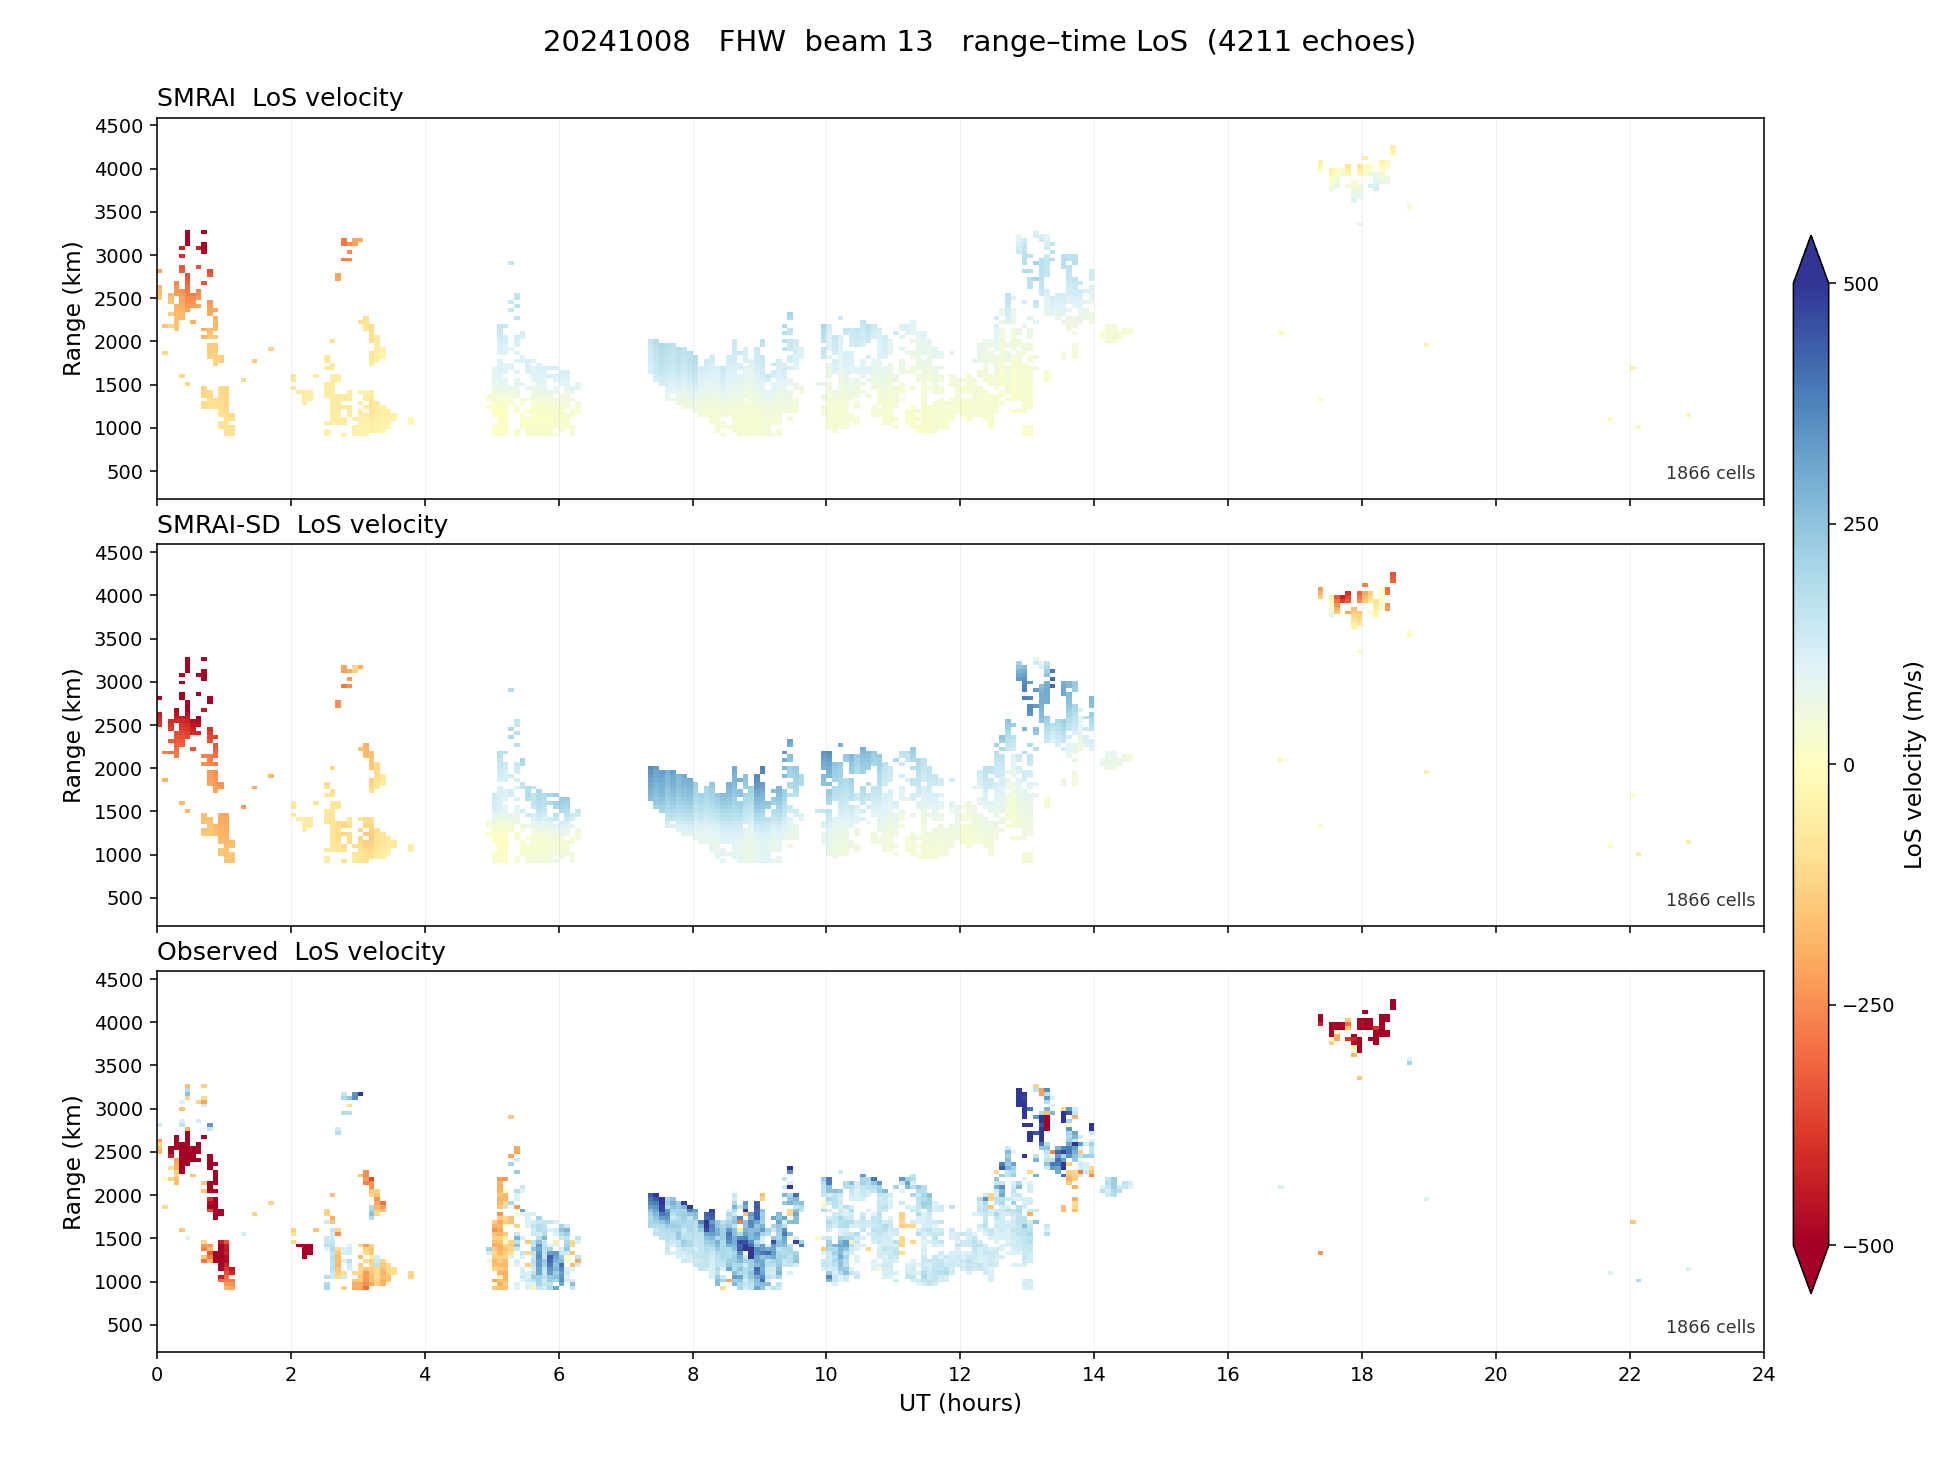 20241008 FHW beam 13 range–time LoS (4211 echoes)
SMRAI LoS velocity
4500
4000
3500
3000
2500
2000
1500
1000
500
Range (km)
1866 cells
SMRAI-SD LoS velocity
4500
4000
3500
3000
2500
2000
1500
1000
500
Range (km)
1866 cells
Observed LoS velocity
4500
4000
3500
3000
2500
2000
1500
1000
500
Range (km)
1866 cells
0 2 4 6 8 10 12 14 16 18 20 22 24
UT (hours)
500
250
0
−250
−500
LoS velocity (m/s)